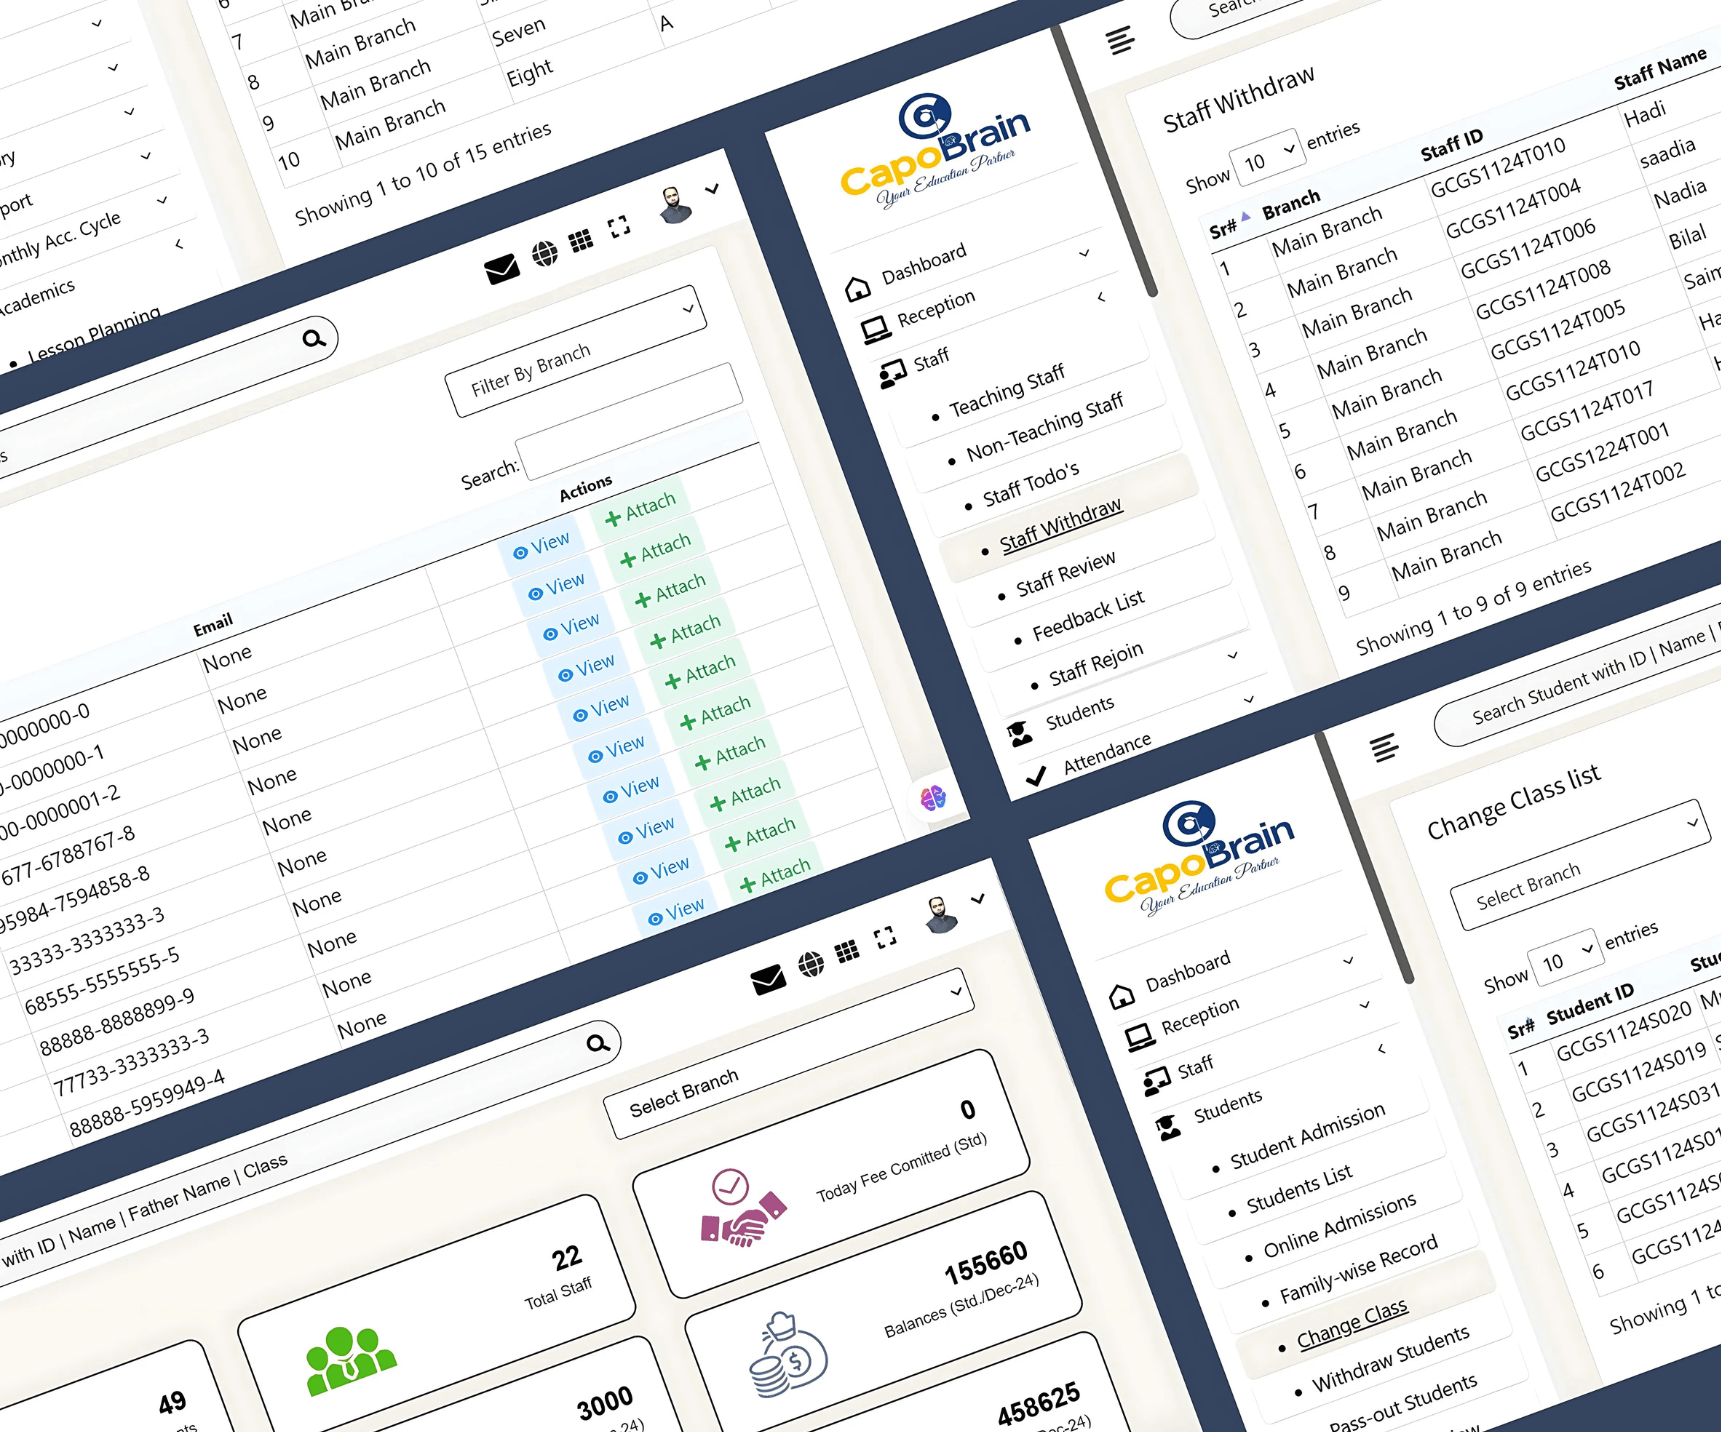 6 Main Branch
7 Main Branch Seven A
8 Main Branch Eight
9 Main Branch
10 Main Branch
Showing 1 to 10 of 15 entries
port
onthly Acc. Cycle
Academics
Lesson Planning
Filter By Branch
Search:
Email Actions
None View Attach
None View Attach
None View Attach
None View Attach
None View Attach
None View Attach
None View Attach
None View Attach
None View Attach
None View Attach
0000000-0
0-0000000-1
00-0000001-2
677-6788767-8
95984-7594858-8
33333-3333333-3
68555-5555555-5
88888-8888899-9
77733-3333333-3
88888-5959949-4
CapoBrain
Your Education Partner
Dashboard
Reception
Staff
Teaching Staff
Non-Teaching Staff
Staff Todo's
Staff Withdraw
Staff Review
Feedback List
Staff Rejoin
Students
Attendance
Search
Staff Withdraw
Show 10 entries
Sr# Branch Staff ID Staff Name
1 Main Branch GCGS1124T010 Hadi
2 Main Branch GCGS1124T004 saadia
3 Main Branch GCGS1124T006 Nadia
4 Main Branch GCGS1124T008 Bilal
5 Main Branch GCGS1124T005 Saim
6 Main Branch GCGS1124T010 Ha
7 Main Branch GCGS1124T017
8 Main Branch GCGS1224T001
9 Main Branch GCGS1124T002
Showing 1 to 9 of 9 entries
with ID | Name | Father Name | Class
Select Branch
0
Today Fee Comitted (Std)
22
Total Staff
155660
Balances (Std./Dec-24)
49
nts
3000
-24)
458625
Dec-24)
CapoBrain
Your Education Partner
Dashboard
Reception
Staff
Students
Student Admission
Students List
Online Admissions
Family-wise Record
Change Class
Withdraw Students
Pass-out Students
Search Student with ID | Name |
Change Class list
Select Branch
Show 10 entries
Sr# Student ID Stu
1 GCGS1124S020 M
2 GCGS1124S019 S
3 GCGS1124S031
4 GCGS1124S01
5 GCGS1124S
6 GCGS1124
Showing 1 to